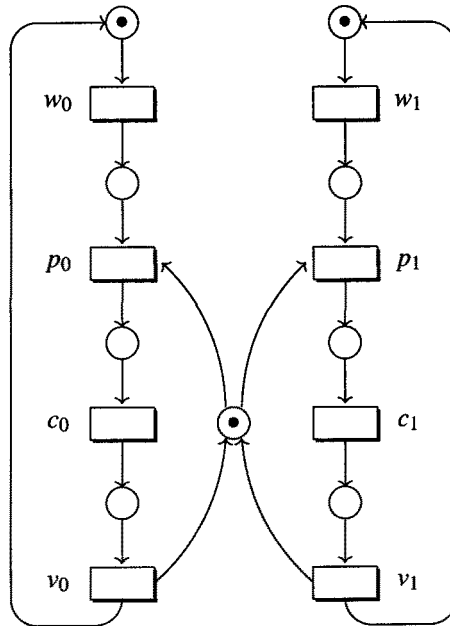 w₀ w₁
p₀ p₁
c₀ c₁
v₀ v₁